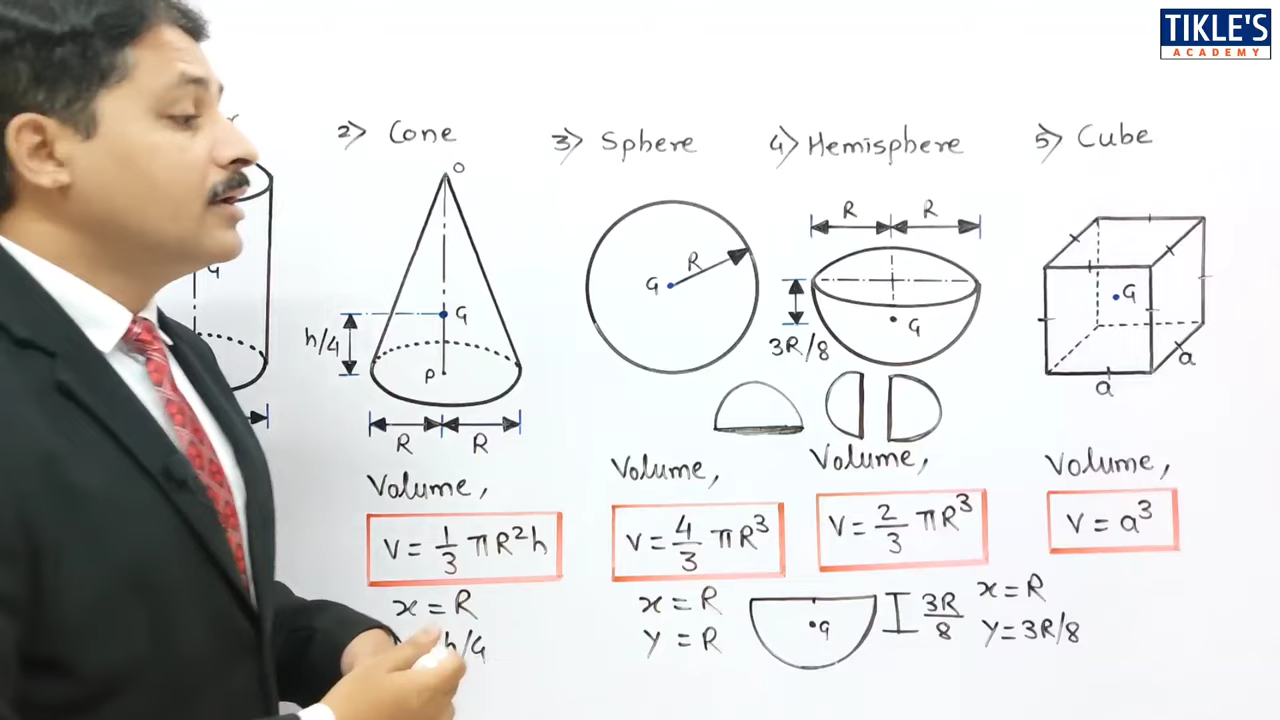 TIKLE'S
ACADEMY
2) Cone
3) Sphere
4) Hemisphere
5) Cube
O
G
h/4
P
R R
G R
R R
G
3R/8
G
a
a
G
Volume,
V = 1/3 πR²h
x = R
h/4
Volume,
V = 4/3 πR³
x = R
y = R
Volume,
V = 2/3 πR³
G
3R/8
x = R
y = 3R/8
Volume,
V = a³